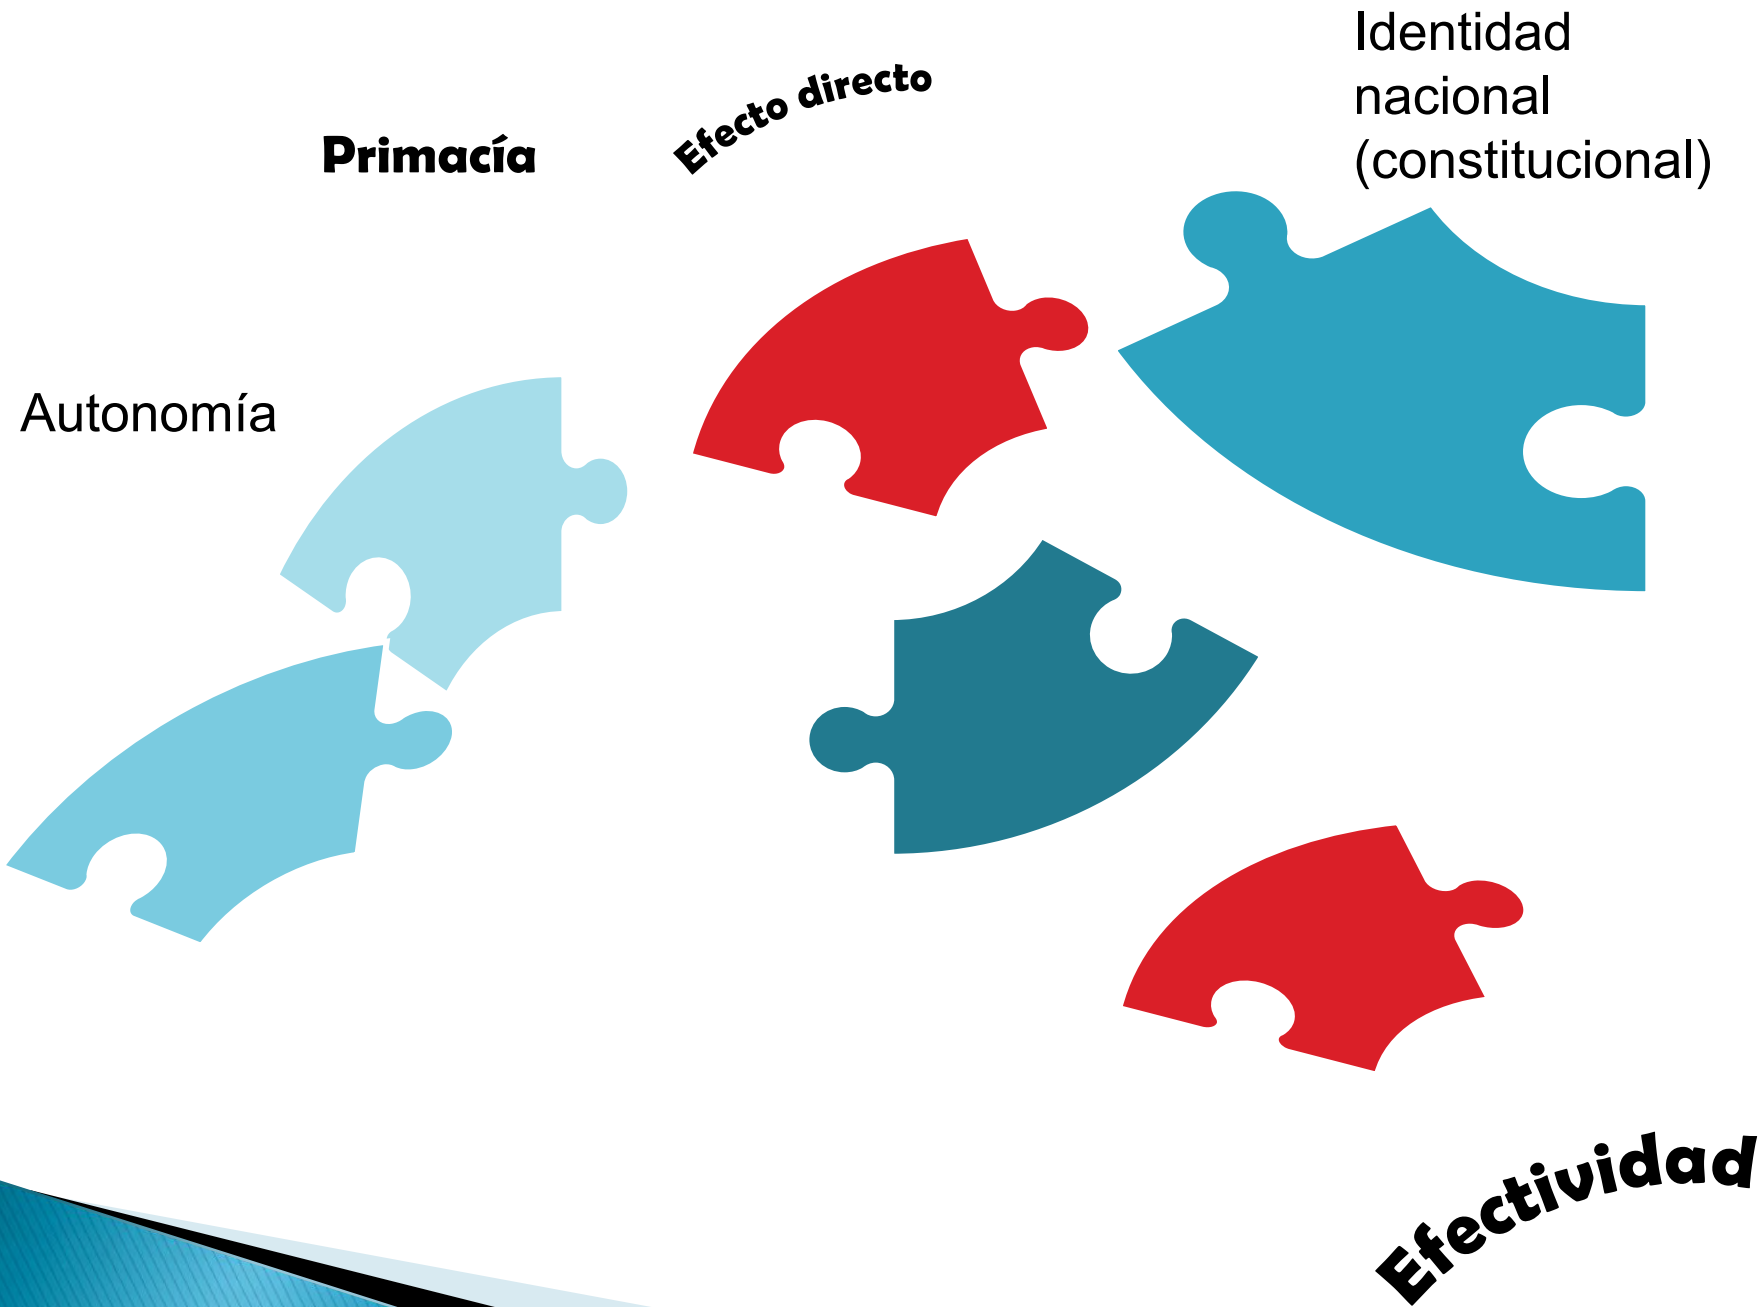 Identidad
nacional
(constitucional)
Efecto directo
Primacía
Autonomía
Efectividad